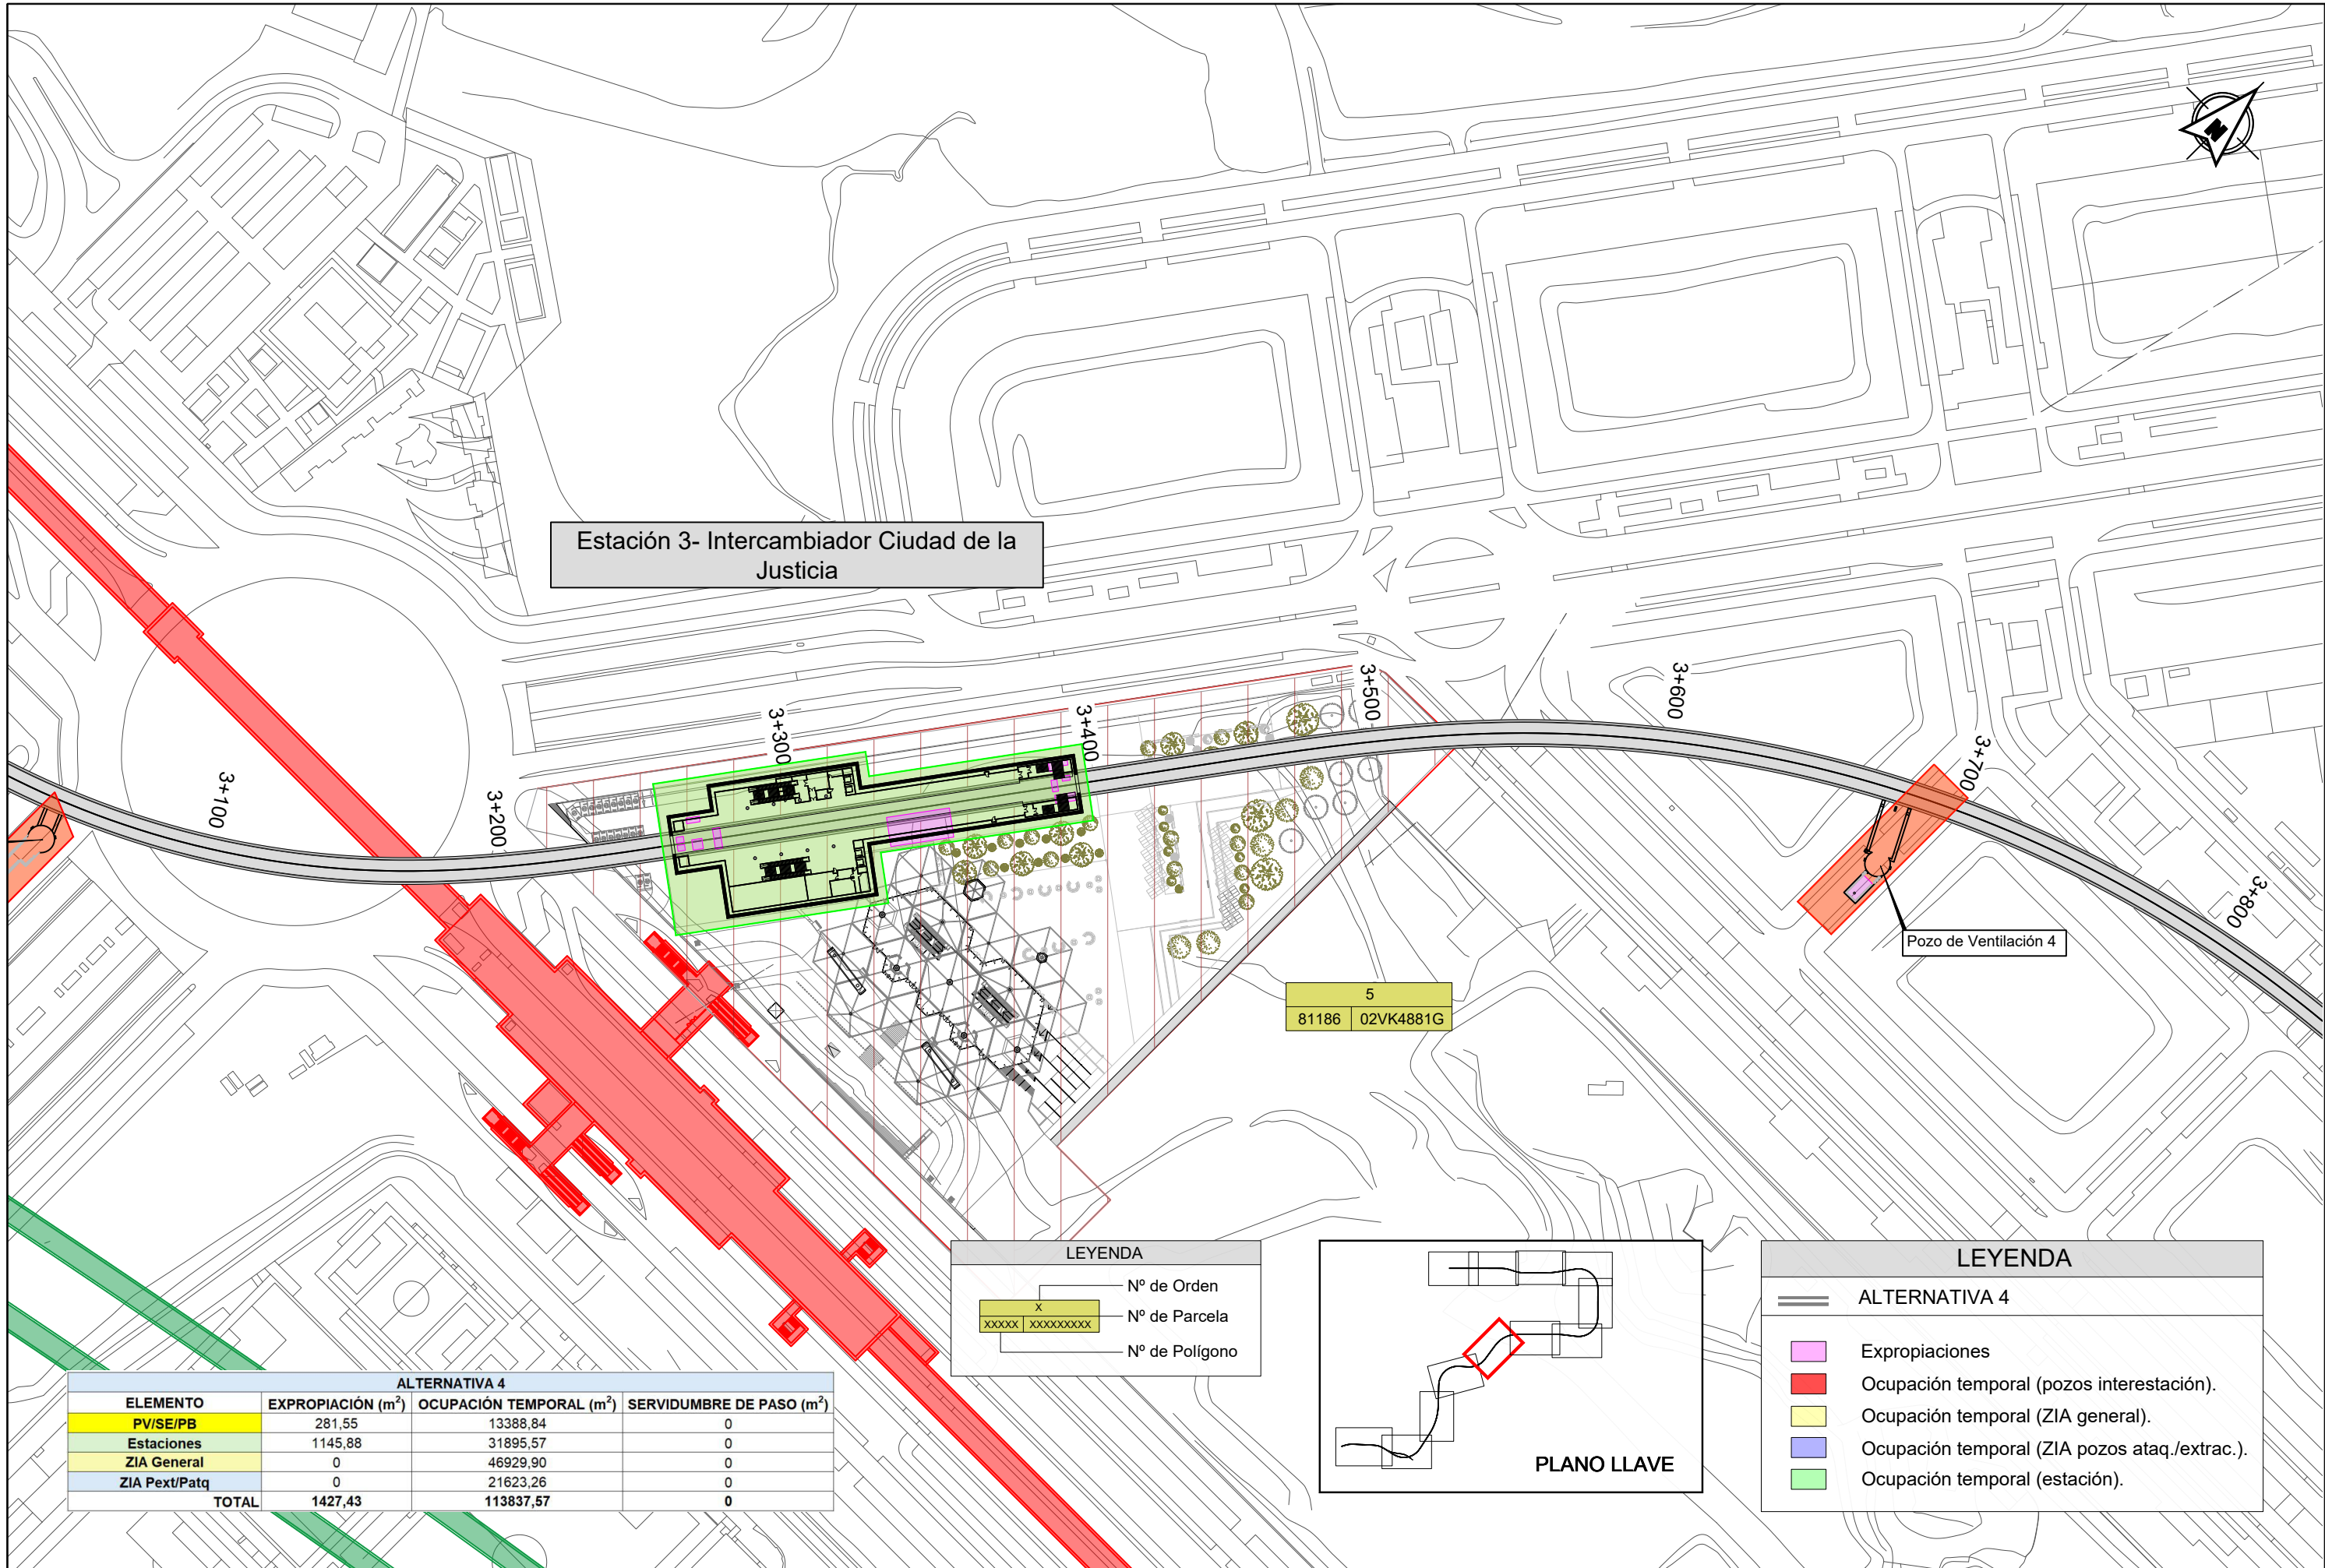 N
Estación 3- Intercambiador Ciudad de la
Justicia
3+100
3+200
3+300
3+400
3+500
3+600
3+700
3+800
Pozo de Ventilación 4
5
81186 02VK4881G
LEYENDA
Nº de Orden
X
XXXXX XXXXXXXXX
Nº de Parcela
Nº de Polígono
PLANO LLAVE
LEYENDA
ALTERNATIVA 4
Expropiaciones
Ocupación temporal (pozos interestación).
Ocupación temporal (ZIA general).
Ocupación temporal (ZIA pozos ataq./extrac.).
Ocupación temporal (estación).
ALTERNATIVA 4
ELEMENTO EXPROPIACIÓN (m²) OCUPACIÓN TEMPORAL (m²) SERVIDUMBRE DE PASO (m²)
PV/SE/PB 281,55 13388,84 0
Estaciones 1145,88 31895,57 0
ZIA General 0 46929,90 0
ZIA Pext/Patq 0 21623,26 0
TOTAL 1427,43 113837,57 0